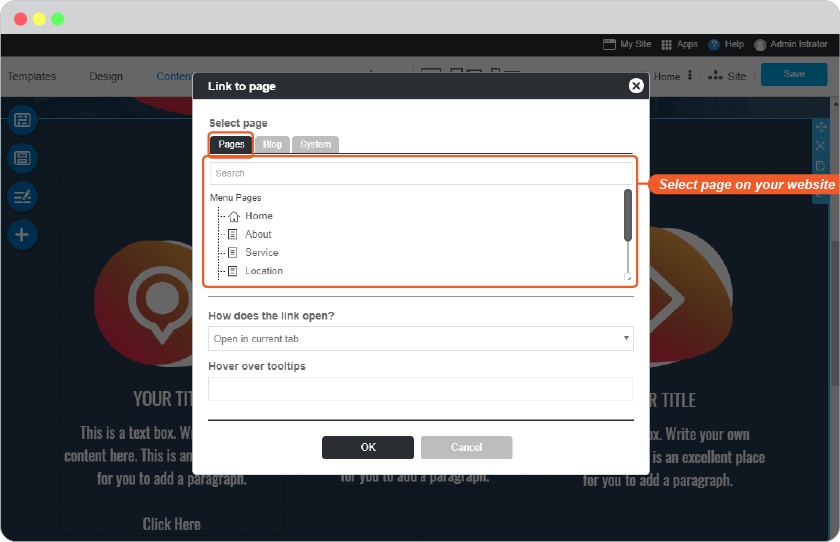 My Site Apps Help Admin Istrator
Templates Design Conten Home Site Save
Link to page
Select page
Pages Blog System
Search
Select page on your website
Menu Pages
Home
About
Service
Location
How does the link open?
Open in current tab
Hover over tooltips
OK Cancel
YOUR TIT
This is a text box. Wr
content here. This is an
for you to add a paragraph.
Click Here
for you to add a paragraph.
R TITLE
ox. Write your own
is an excellent place
for you to add a paragraph.